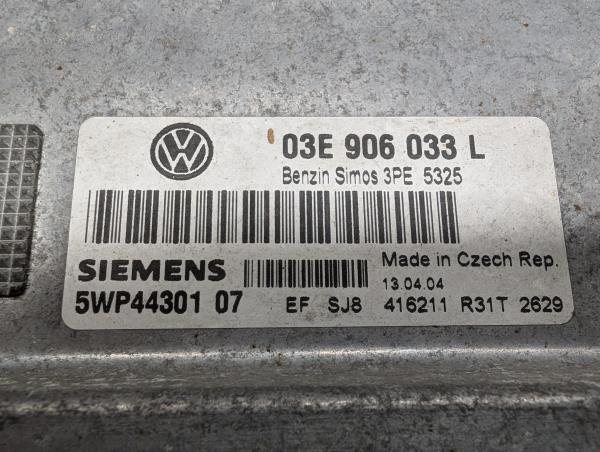 03E 906 033 L
Benzin Simos 3PE 5325
SIEMENS
Made in Czech Rep.
13.04.04
5WP44301 07 EF SJ8 416211 R31T 2629